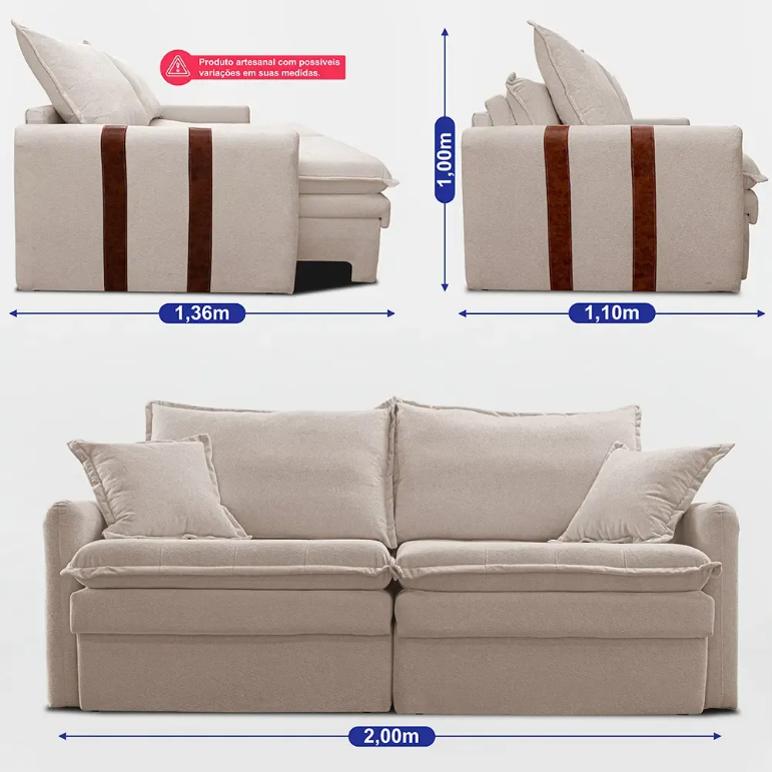 Produto artesanal com possíveis
variações em suas medidas.
1,00m
1,36m
1,10m
2,00m